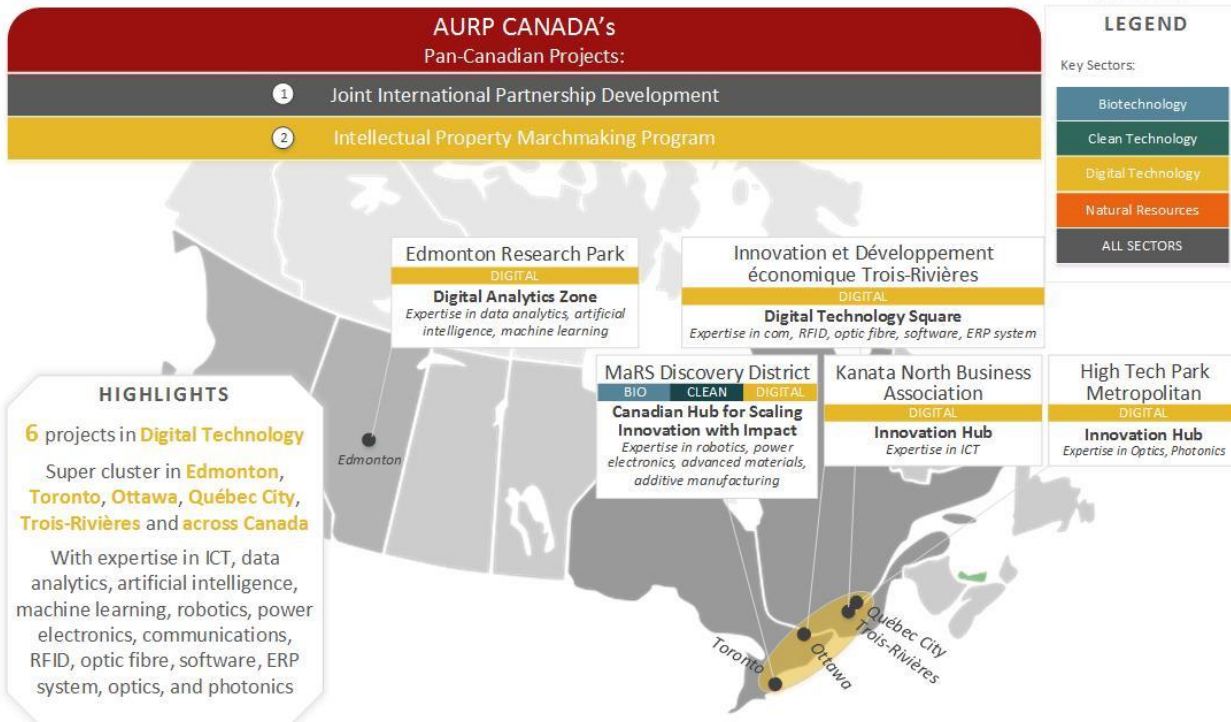 AURP CANADA's
Pan-Canadian Projects:
1 Joint International Partnership Development
2 Intellectual Property Marchmaking Program
LEGEND
Key Sectors:
Biotechnology
Clean Technology
Digital Technology
Natural Resources
ALL SECTORS
Edmonton Research Park
DIGITAL
Digital Analytics Zone
Expertise in data analytics, artificial
intelligence, machine learning
Innovation et Développement
économique Trois-Rivières
DIGITAL
Digital Technology Square
Expertise in com, RFID, optic fibre, software, ERP system
MaRS Discovery District
BIO CLEAN DIGITAL
Canadian Hub for Scaling
Innovation with Impact
Expertise in robotics, power
electronics, advanced materials,
additive manufacturing
Kanata North Business
Association
DIGITAL
Innovation Hub
Expertise in ICT
High Tech Park
Metropolitan
DIGITAL
Innovation Hub
Expertise in Optics, Photonics
HIGHLIGHTS
6 projects in Digital Technology
Super cluster in Edmonton,
Toronto, Ottawa, Québec City,
Trois-Rivières and across Canada
With expertise in ICT, data
analytics, artificial intelligence,
machine learning, robotics, power
electronics, communications,
RFID, optic fibre, software, ERP
system, optics, and photonics
Edmonton
Toronto
Ottawa
Québec City
Trois-Rivières